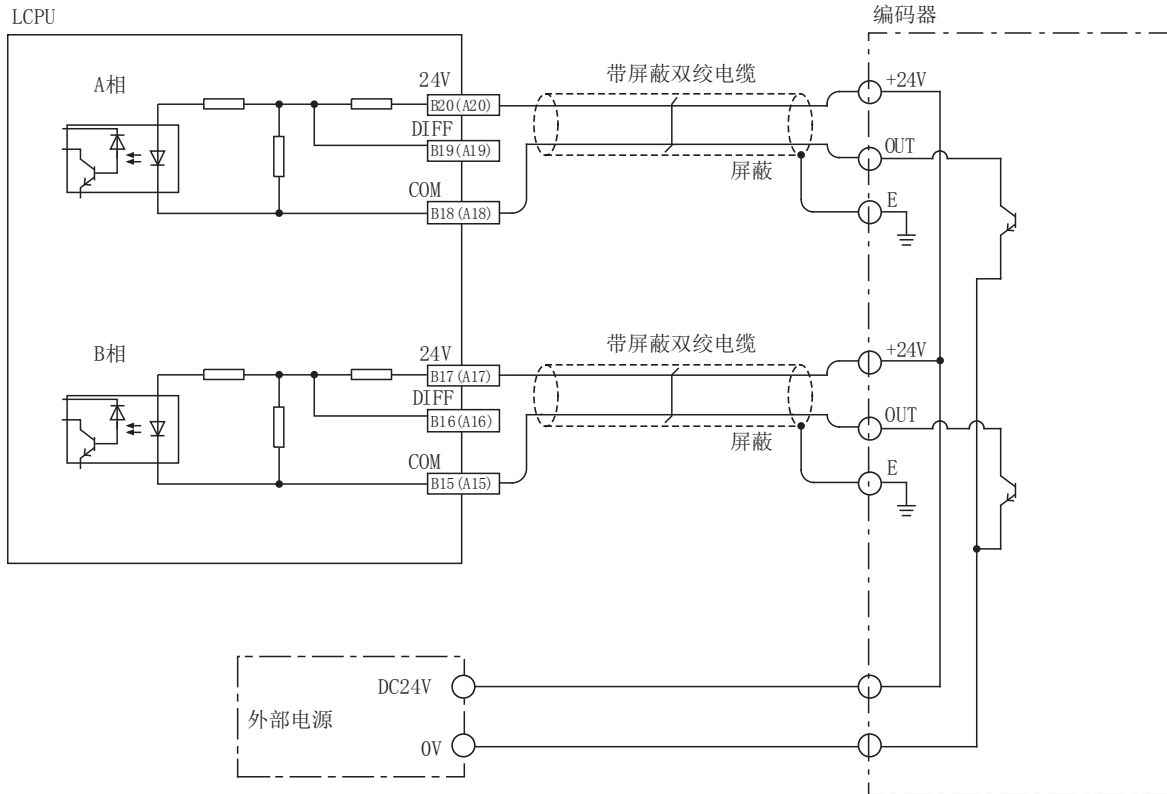 LCPU
编码器
A相
24V
B20(A20)
DIFF
B19(A19)
COM
B18(A18)
带屏蔽双绞电缆
屏蔽
+24V
OUT
E
B相
24V
B17(A17)
DIFF
B16(A16)
COM
B15(A15)
带屏蔽双绞电缆
屏蔽
+24V
OUT
E
DC24V
外部电源
0V